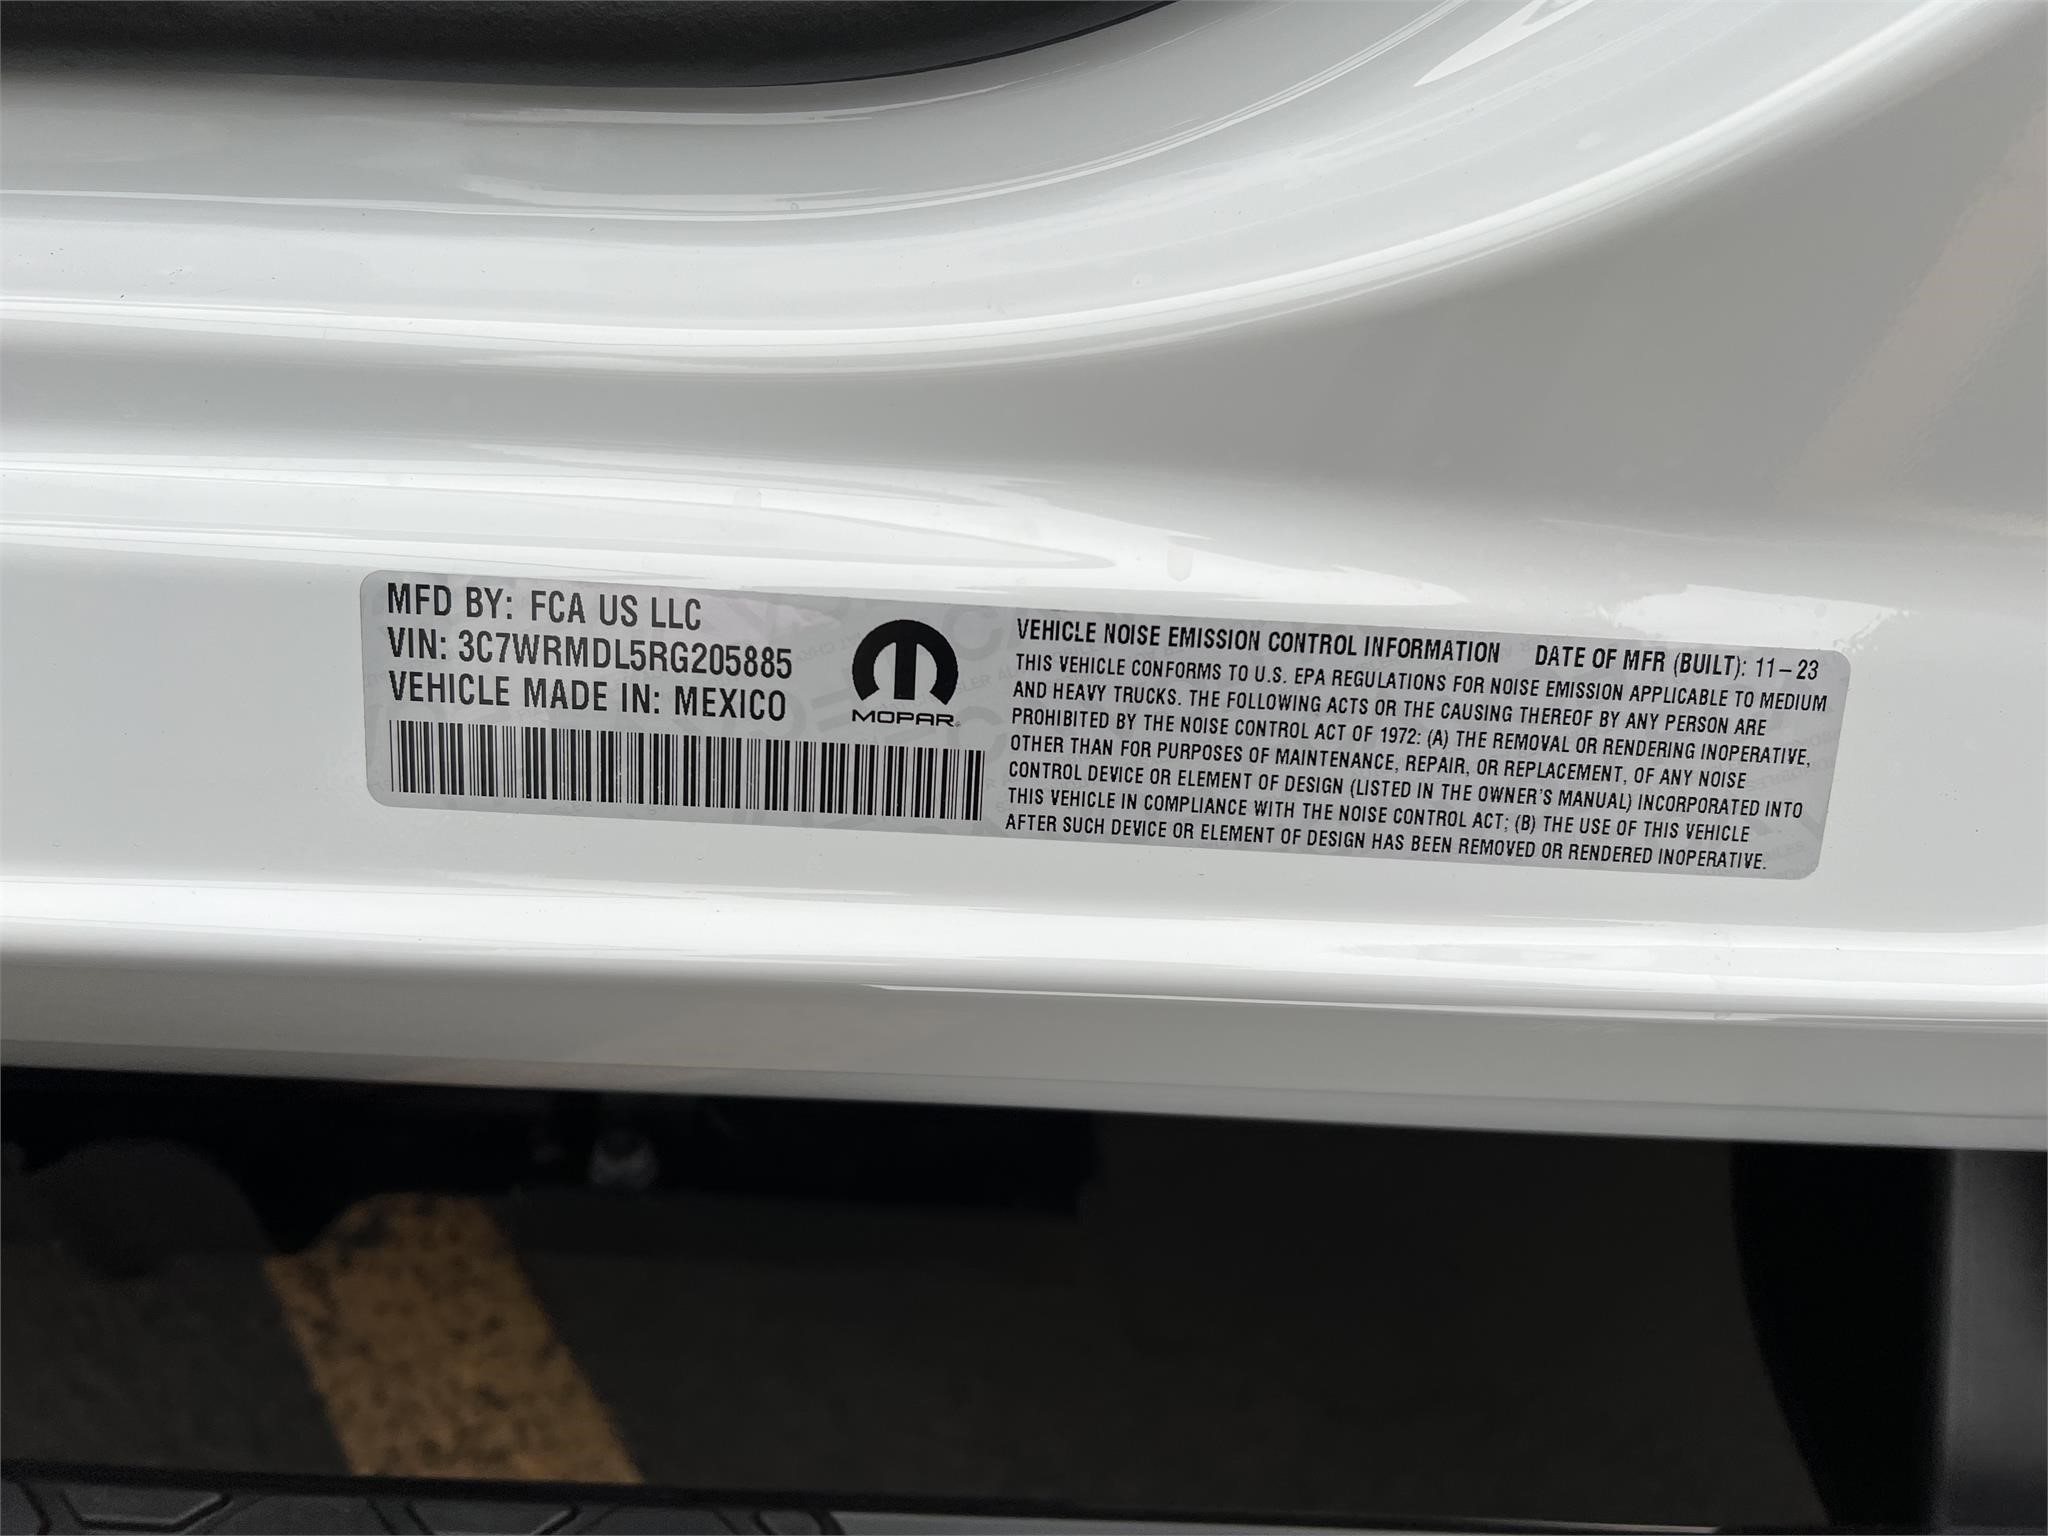 MFD BY: FCA US LLC
VIN: 3C7WRMDL5RG205885
VEHICLE MADE IN: MEXICO
MOPAR
VEHICLE NOISE EMISSION CONTROL INFORMATION DATE OF MFR (BUILT): 11-23
THIS VEHICLE CONFORMS TO U.S. EPA REGULATIONS FOR NOISE EMISSION APPLICABLE TO MEDIUM
AND HEAVY TRUCKS. THE FOLLOWING ACTS OR THE CAUSING THEREOF BY ANY PERSON ARE
PROHIBITED BY THE NOISE CONTROL ACT OF 1972: (A) THE REMOVAL OR RENDERING INOPERATIVE,
OTHER THAN FOR PURPOSES OF MAINTENANCE, REPAIR, OR REPLACEMENT, OF ANY NOISE
CONTROL DEVICE OR ELEMENT OF DESIGN (LISTED IN THE OWNER'S MANUAL) INCORPORATED INTO
THIS VEHICLE IN COMPLIANCE WITH THE NOISE CONTROL ACT; (B) THE USE OF THIS VEHICLE
AFTER SUCH DEVICE OR ELEMENT OF DESIGN HAS BEEN REMOVED OR RENDERED INOPERATIVE.